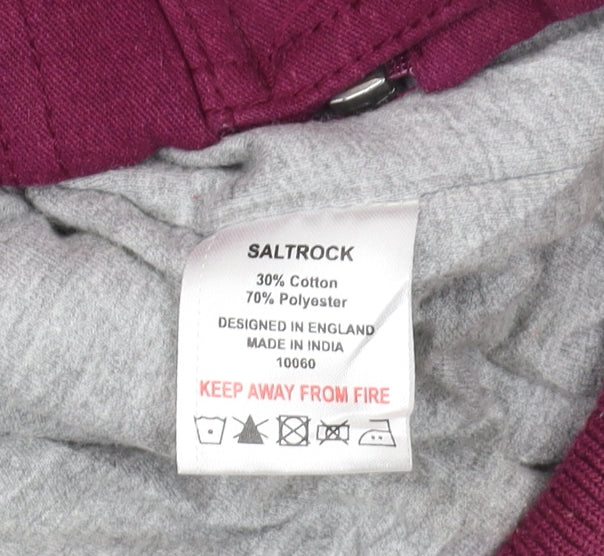 SALTROCK
30% Cotton
70% Polyester
DESIGNED IN ENGLAND
MADE IN INDIA
10060
KEEP AWAY FROM FIRE